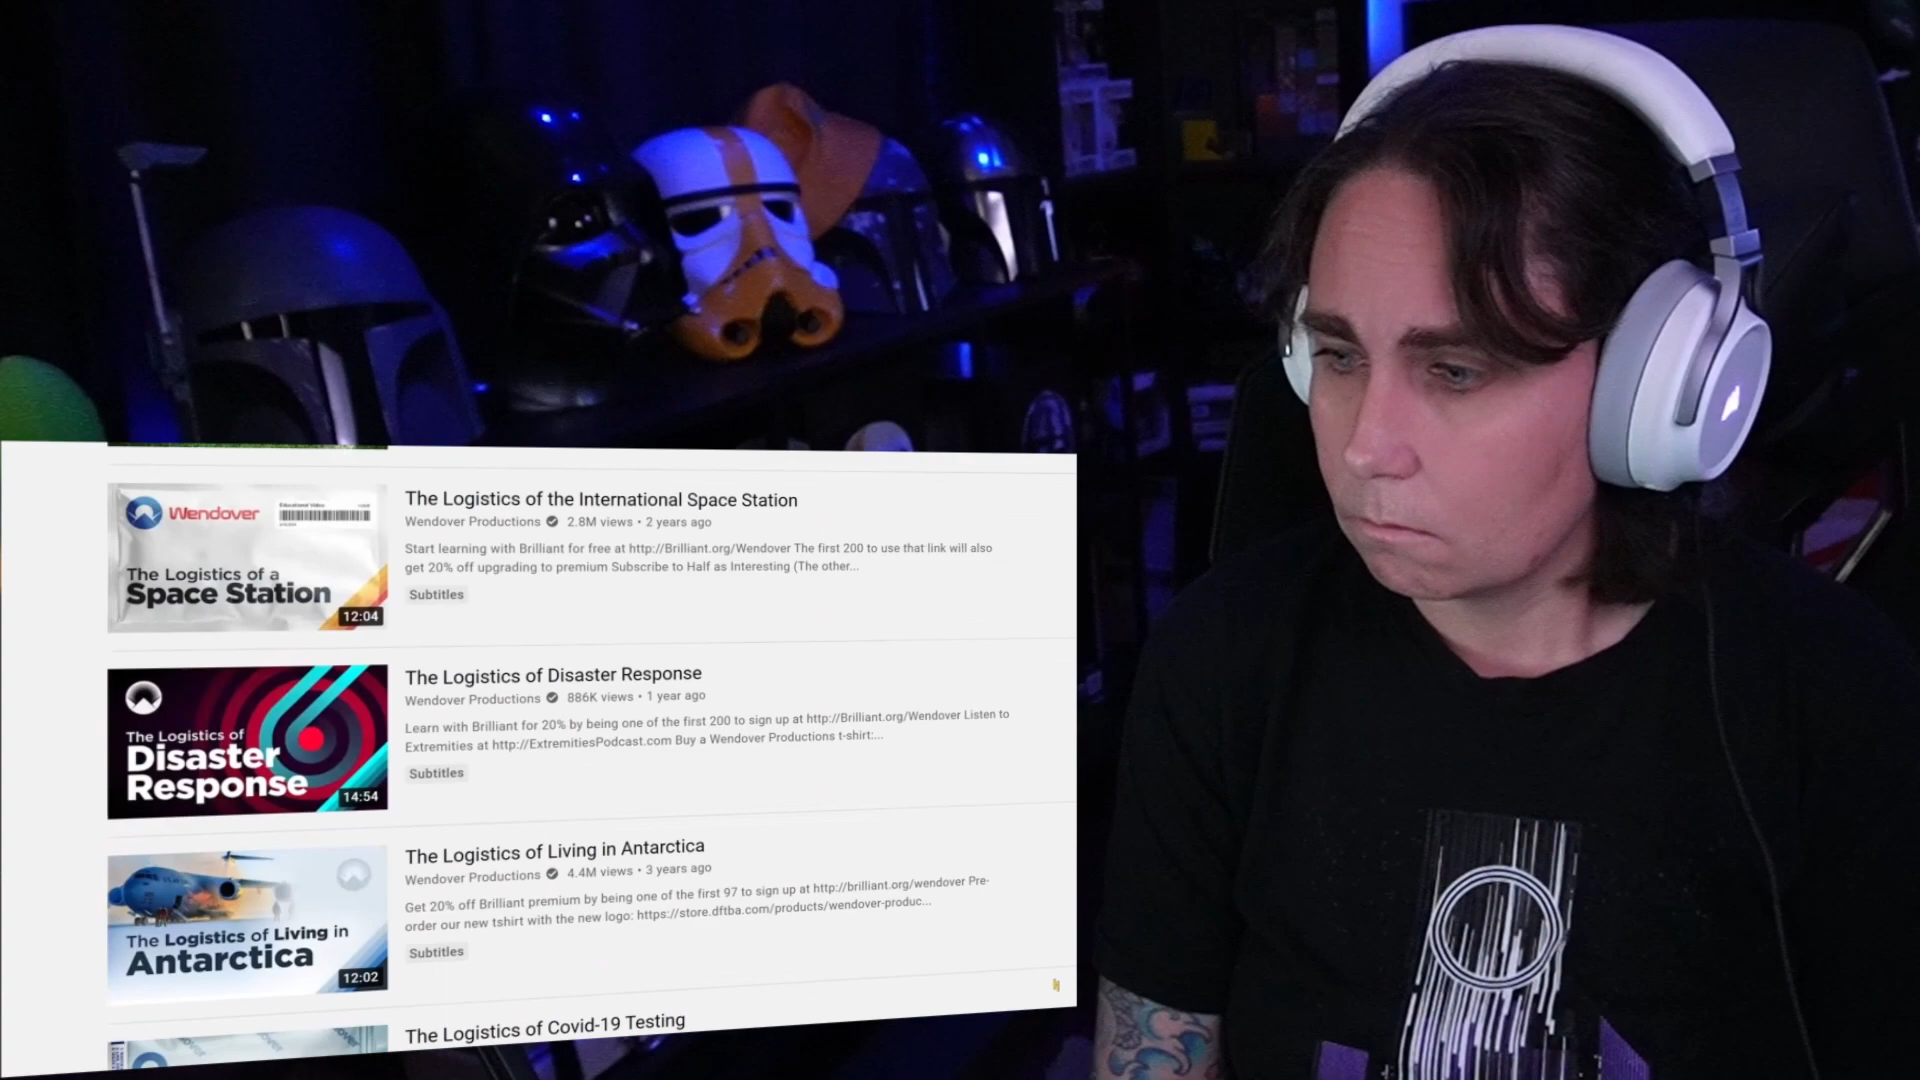 Wendover
Educational Video
The Logistics of a
Space Station
12:04
The Logistics of the International Space Station
Wendover Productions 2.8M views • 2 years ago
Start learning with Brilliant for free at http://Brilliant.org/Wendover The first 200 to use that link will also
get 20% off upgrading to premium Subscribe to Half as Interesting (The other...
Subtitles
The Logistics of
Disaster
Response
14:54
The Logistics of Disaster Response
Wendover Productions 886K views • 1 year ago
Learn with Brilliant for 20% by being one of the first 200 to sign up at http://Brilliant.org/Wendover Listen to
Extremities at http://ExtremitiesPodcast.com Buy a Wendover Productions t-shirt:...
Subtitles
The Logistics of Living in
Antarctica
12:02
The Logistics of Living in Antarctica
Wendover Productions 4.4M views • 3 years ago
Get 20% off Brilliant premium by being one of the first 97 to sign up at http://brilliant.org/wendover Pre-
order our new tshirt with the new logo: https://store.dftba.com/products/wendover-produc...
Subtitles
The Logistics of Covid-19 Testing